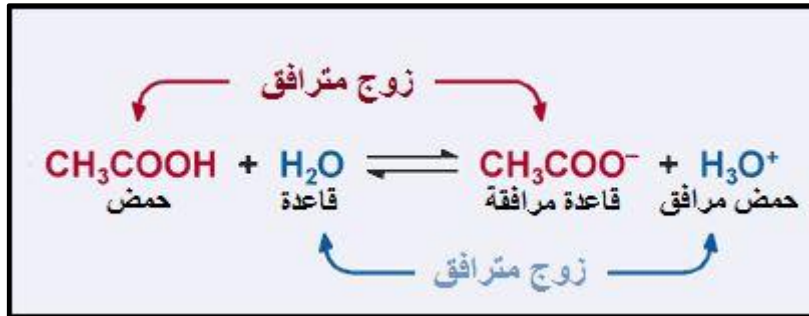 زوج مترافق
CH₃COOH + H₂O ⇌ CH₃COO⁻ + H₃O⁺
حمض قاعدة قاعدة مرافقة حمض مرافق
زوج مترافق